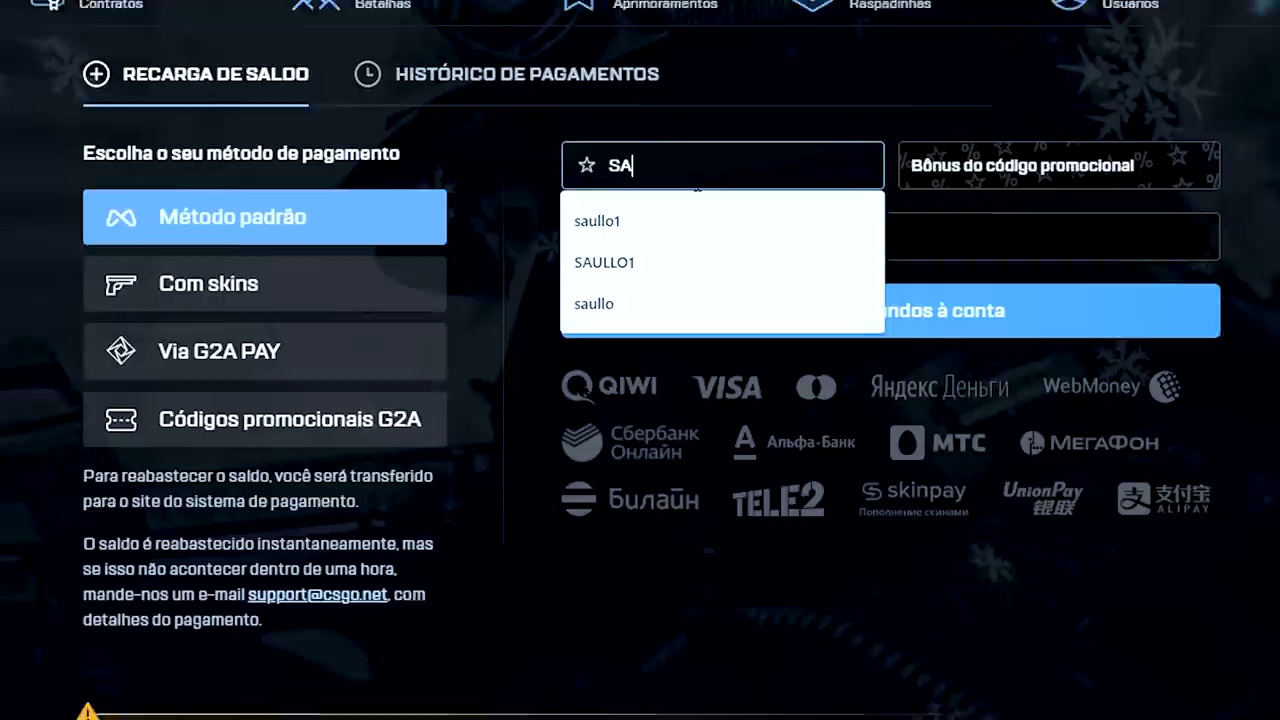 Contratos
Batalhas
Aprimoramentos
Raspadinhas
Usuários
RECARGA DE SALDO
HISTÓRICO DE PAGAMENTOS
Escolha o seu método de pagamento
Método padrão
Com skins
Via G2A PAY
Códigos promocionais G2A
Para reabastecer o saldo, você será transferido
para o site do sistema de pagamento.
O saldo é reabastecido instantaneamente, mas
se isso não acontecer dentro de uma hora,
mande-nos um e-mail support@csgo.net, com
detalhes do pagamento.
SA
Bônus do código promocional
saullo1
SAULLO1
saullo
ndos à conta
QIWI
VISA
Яндекс Деньги
WebMoney
Сбербанк
Онлайн
Альфа-Банк
МТС
МЕГАФОН
Билайн
TELE2
skinpay
Пополнение скинами
UnionPay
银联
支付宝
ALIPAY